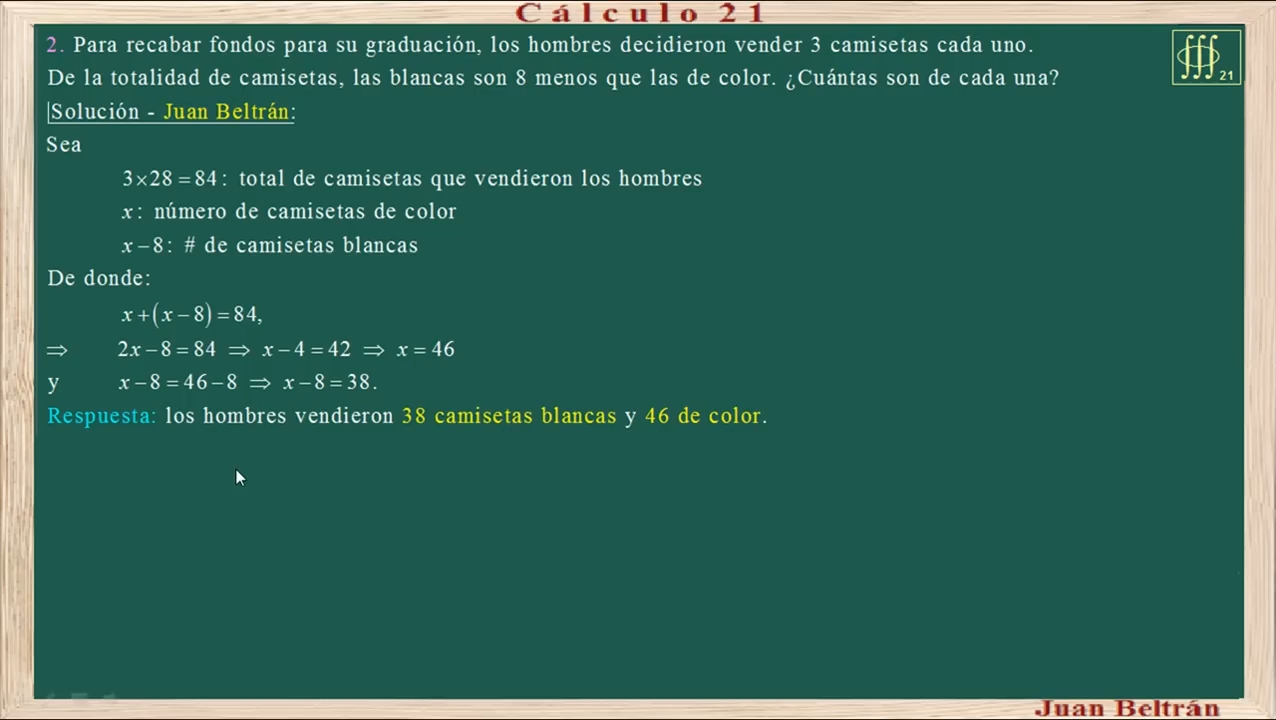 Cálculo 21
2. Para recabar fondos para su graduación, los hombres decidieron vender 3 camisetas cada uno.
De la totalidad de camisetas, las blancas son 8 menos que las de color. ¿Cuántas son de cada una?
∯ 21
Solución - Juan Beltrán:
Sea
3×28 = 84: total de camisetas que vendieron los hombres
x: número de camisetas de color
x−8: # de camisetas blancas
De donde:
x+(x−8) = 84,
⇒ 2x−8 = 84 ⇒ x−4 = 42 ⇒ x = 46
y x−8 = 46−8 ⇒ x−8 = 38.
Respuesta: los hombres vendieron 38 camisetas blancas y 46 de color.
Juan Beltrán